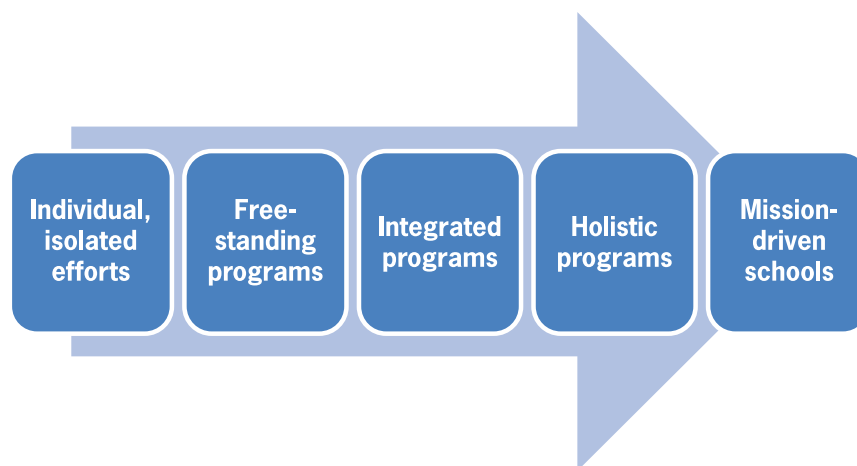 Individual,
isolated
efforts
Free-
standing
programs
Integrated
programs
Holistic
programs
Mission-
driven
schools